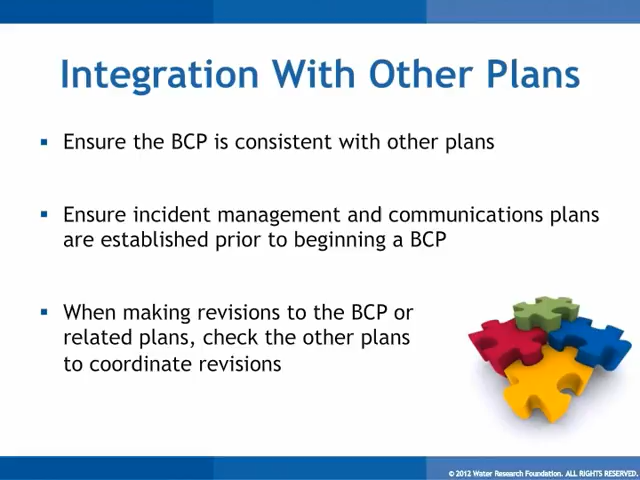 Integration With Other Plans
▪ Ensure the BCP is consistent with other plans
▪ Ensure incident management and communications plans
are established prior to beginning a BCP
▪ When making revisions to the BCP or
related plans, check the other plans
to coordinate revisions
© 2012 Water Research Foundation. ALL RIGHTS RESERVED.